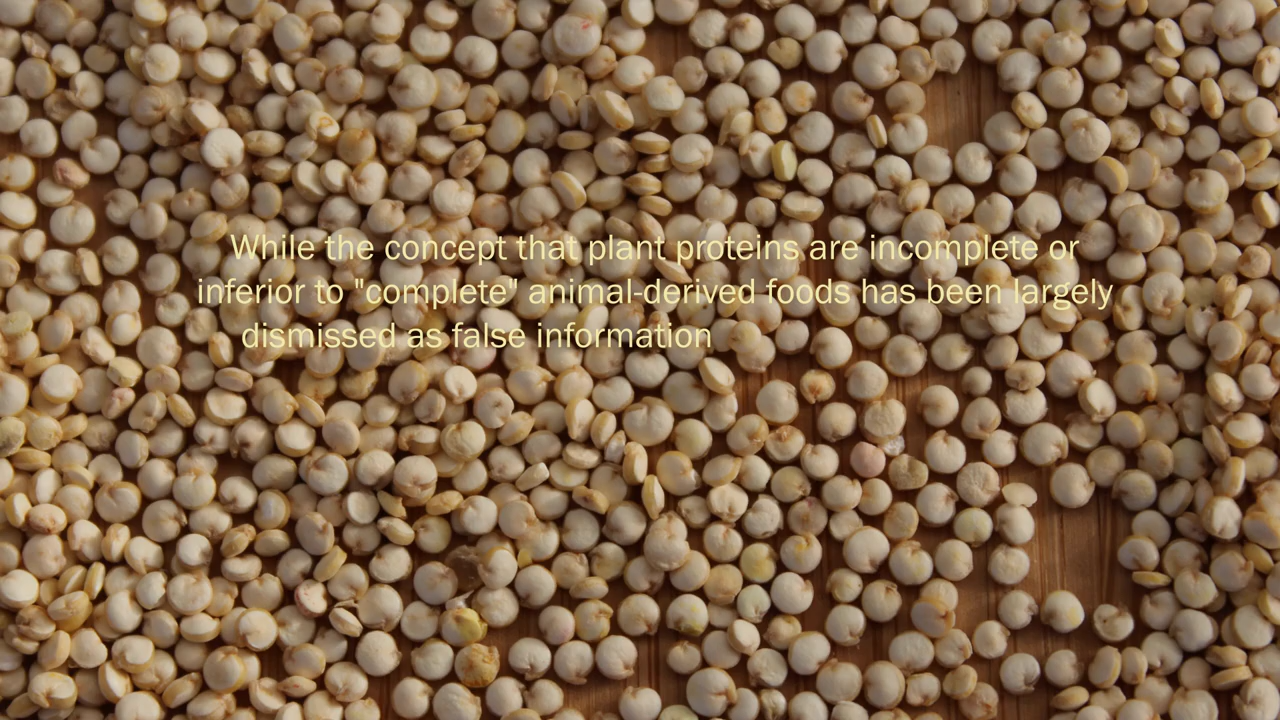 While the concept that plant proteins are incomplete or
inferior to "complete" animal-derived foods has been largely
dismissed as false information